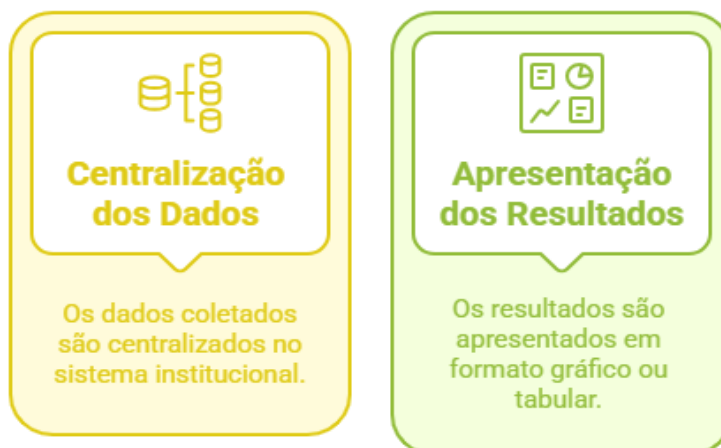 Centralização
dos Dados
Os dados coletados
são centralizados no
sistema institucional.
Apresentação
dos Resultados
Os resultados são
apresentados em
formato gráfico ou
tabular.